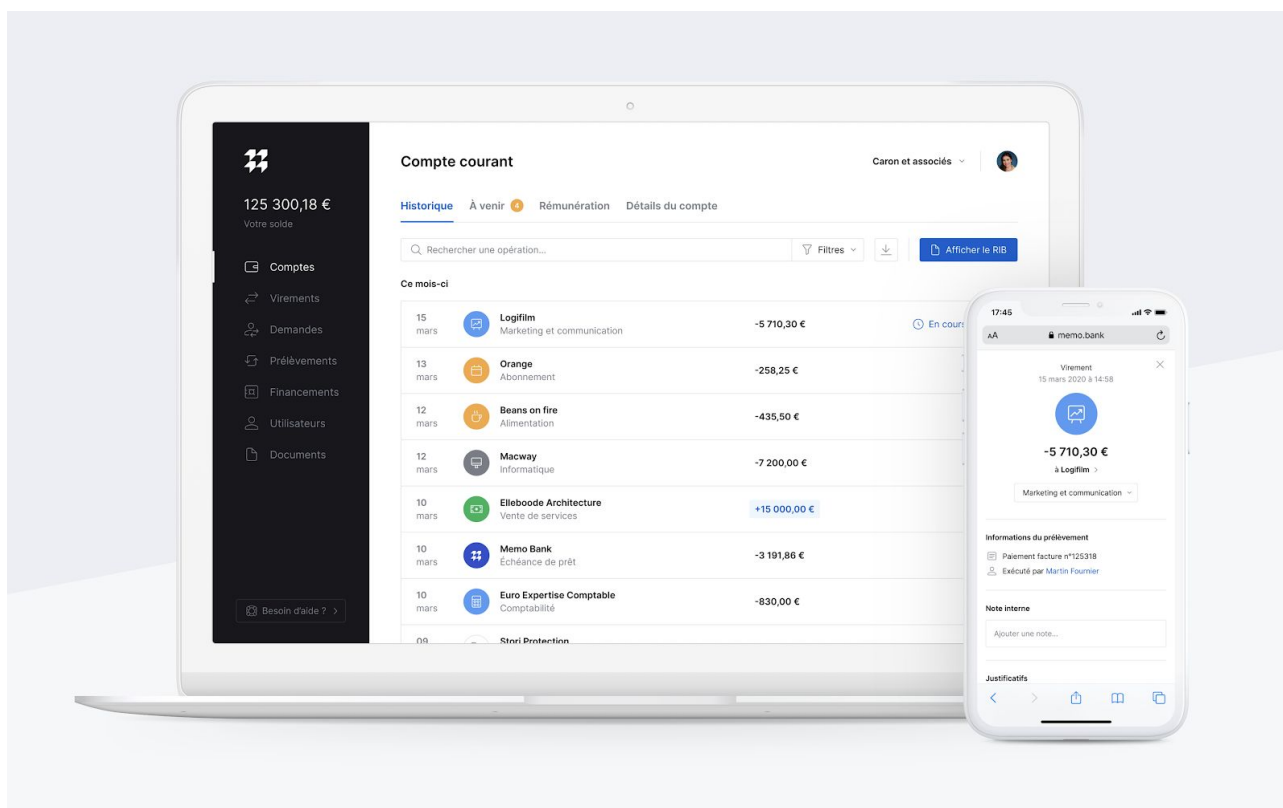 125 300,18 €
Votre solde
Comptes
Virements
Demandes
Prélèvements
Financements
Utilisateurs
Documents
Besoin d'aide ?
Compte courant
Caron et associés
Historique À venir 4 Rémunération Détails du compte
Rechercher une opération...
Filtres
Afficher le RIB
Ce mois-ci
15 mars Logifilm -5 710,30 € En cours
Marketing et communication
13 mars Orange -258,25 €
Abonnement
12 mars Beans on fire -435,50 €
Alimentation
12 mars Macway -7 200,00 €
Informatique
10 mars Elleboode Architecture +15 000,00 €
Vente de services
10 mars Memo Bank -3 191,86 €
Échéance de prêt
10 mars Euro Expertise Comptable -830,00 €
Comptabilité
09 Stori Protection
17:45
AA memo.bank
Virement
15 mars 2020 à 14:58
-5 710,30 €
à Logifilm
Marketing et communication
Informations du prélèvement
Paiement facture n°125318
Exécuté par Martin Fournier
Note interne
Ajouter une note...
Justificatifs